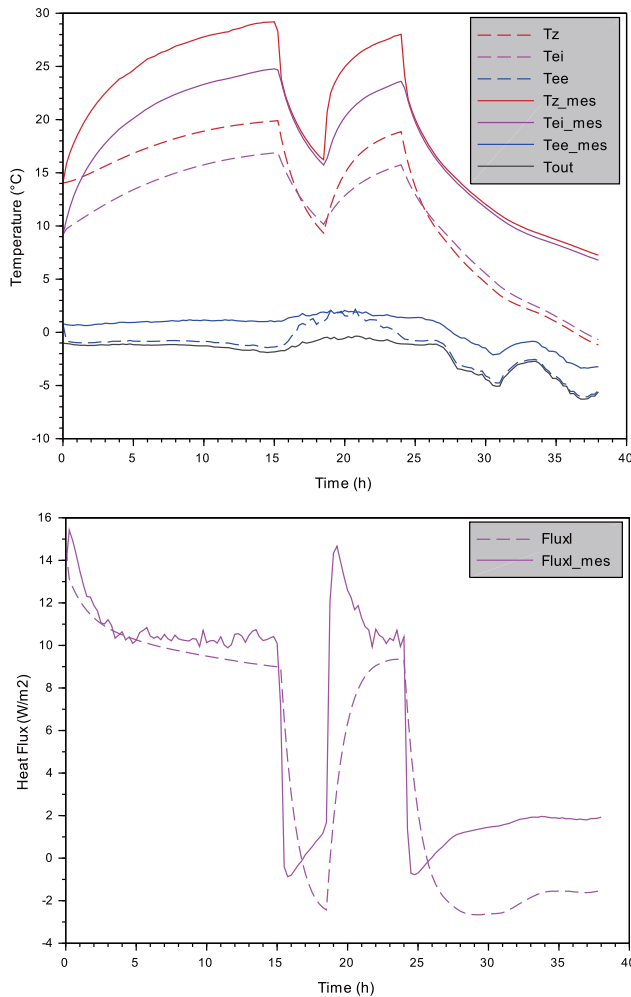 30
25
20
15
10
5
0
-5
-10
Temperature (°C)
0
5
10
15
20
25
30
35
40
Time (h)
Tz
Tei
Tee
Tz_mes
Tei_mes
Tee_mes
Tout
16
14
12
10
8
6
4
2
0
-2
-4
Heat Flux (W/m2)
0
5
10
15
20
25
30
35
40
Time (h)
FluxI
FluxI_mes